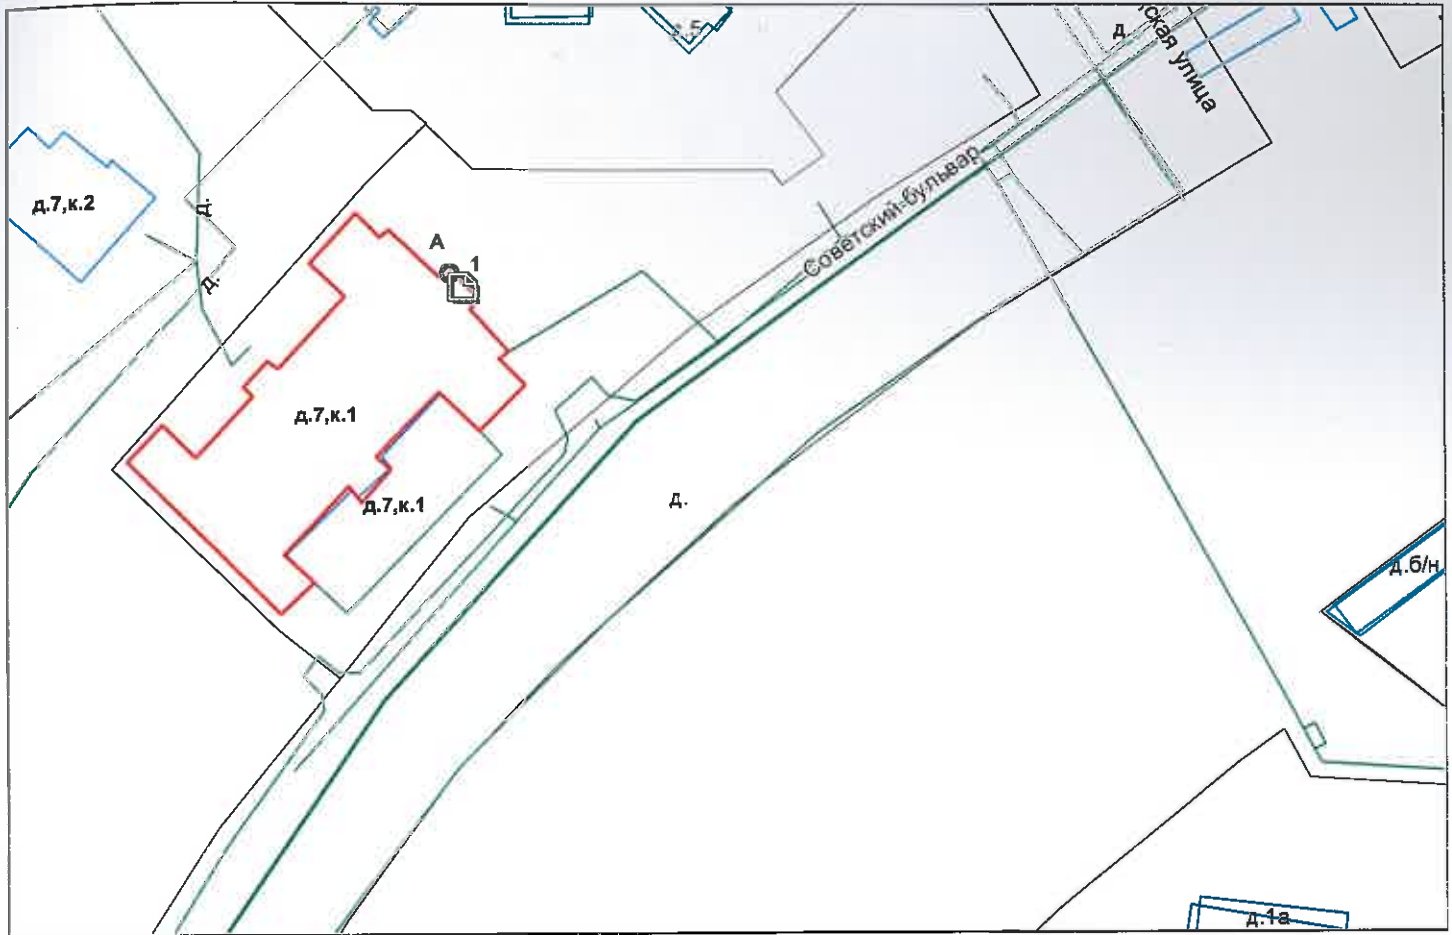 д.5
д.
ская улица
д.7,к.2
д.
Советский бульвар
А
1
д.
д.7,к.1
д.7,к.1
д.
д.б/н
д.1а